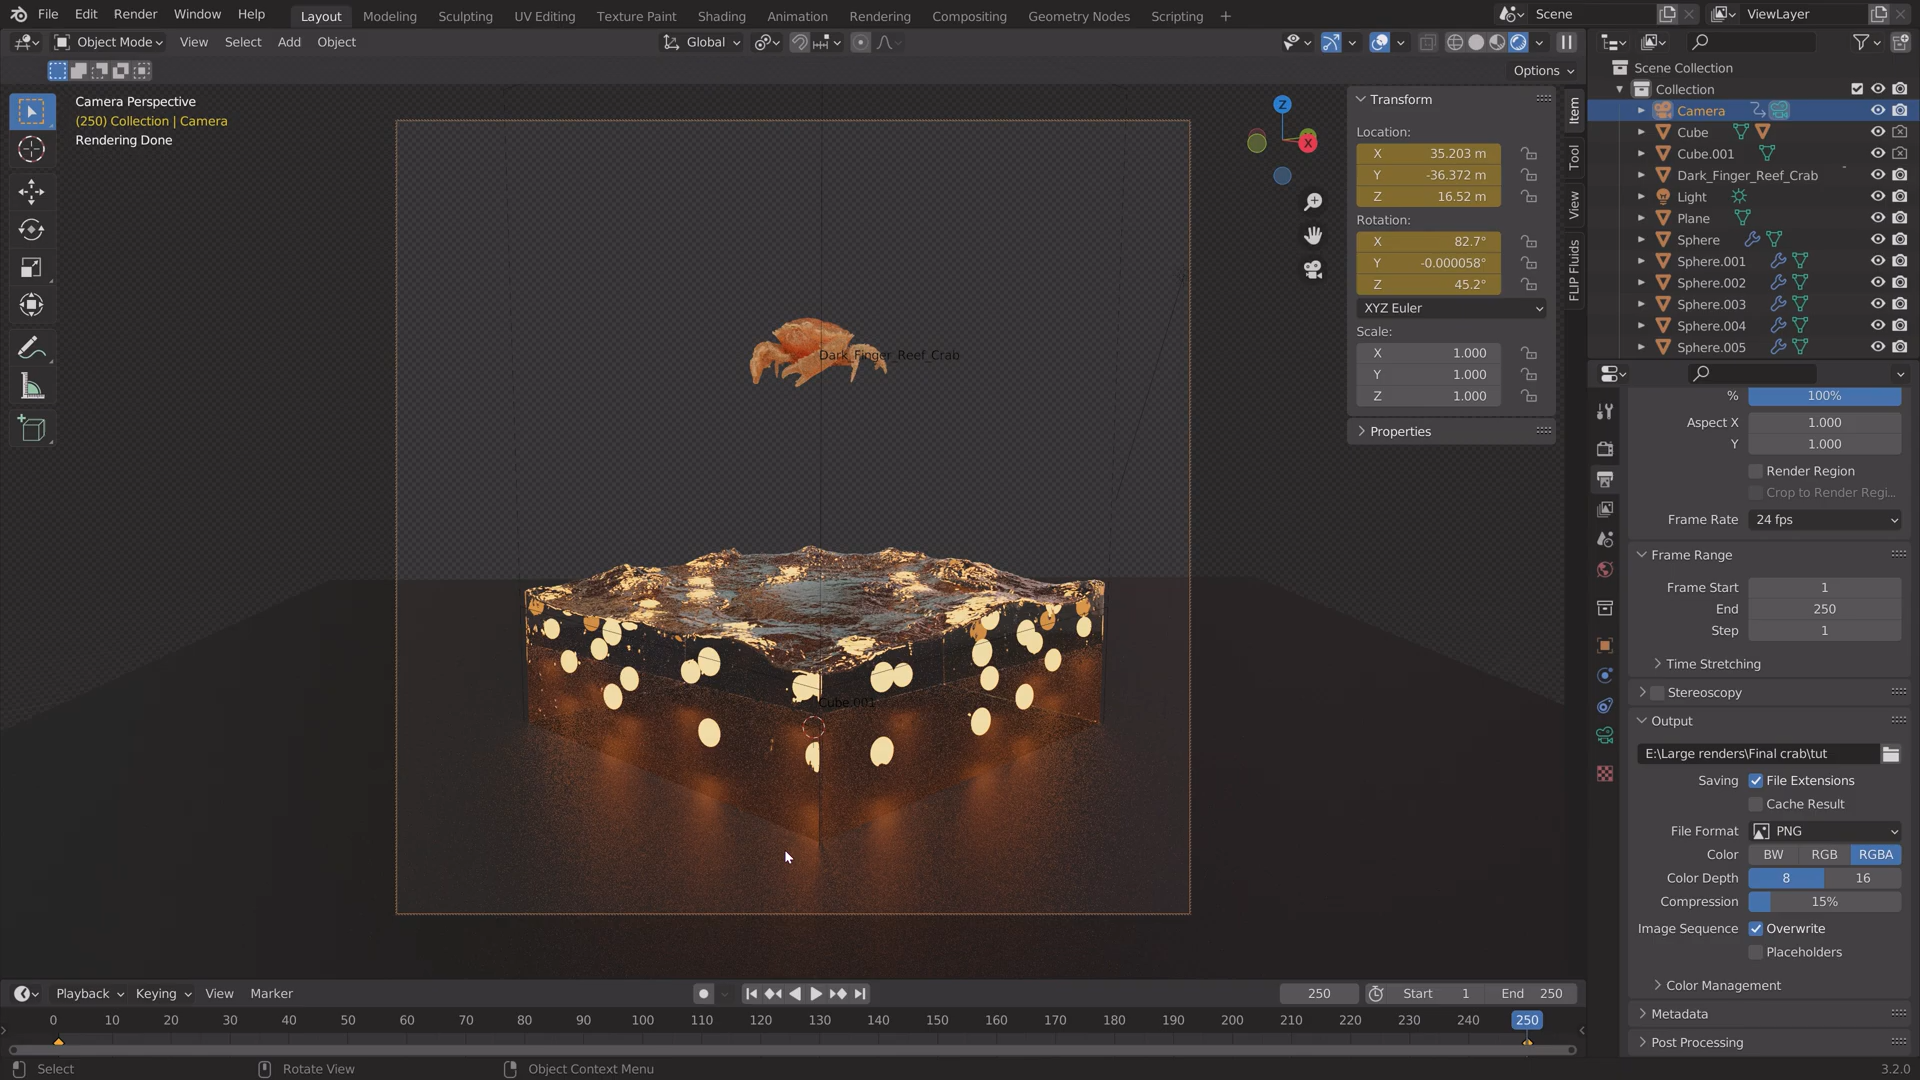 File Edit Render Window Help Layout Modeling Sculpting UV Editing Texture Paint Shading Animation Rendering Compositing Geometry Nodes Scripting + Scene ViewLayer
Object Mode View Select Add Object Global
Options
Camera Perspective
(250) Collection | Camera
Rendering Done
Dark_Finger_Reef_Crab
Cube.001
Z
X
Transform
Location:
X 35.203 m
Y -36.372 m
Z 16.52 m
Rotation:
X 82.7°
Y -0.000058°
Z 45.2°
XYZ Euler
Scale:
X 1.000
Y 1.000
Z 1.000
Properties
Item
Tool
View
FLIP Fluids
Scene Collection
Collection
Camera
Cube
Cube.001
Dark_Finger_Reef_Crab
Light
Plane
Sphere
Sphere.001
Sphere.002
Sphere.003
Sphere.004
Sphere.005
% 100%
Aspect X 1.000
Y 1.000
Render Region
Crop to Render Regi...
Frame Rate 24 fps
Frame Range
Frame Start 1
End 250
Step 1
Time Stretching
Stereoscopy
Output
E:\Large renders\Final crab\tut
Saving File Extensions
Cache Result
File Format PNG
Color BW RGB RGBA
Color Depth 8 16
Compression 15%
Image Sequence Overwrite
Placeholders
Color Management
Metadata
Post Processing
Playback Keying View Marker 250 Start 1 End 250
0 10 20 30 40 50 60 70 80 90 100 110 120 130 140 150 160 170 180 190 200 210 220 230 240 250
Select Rotate View Object Context Menu 3.2.0